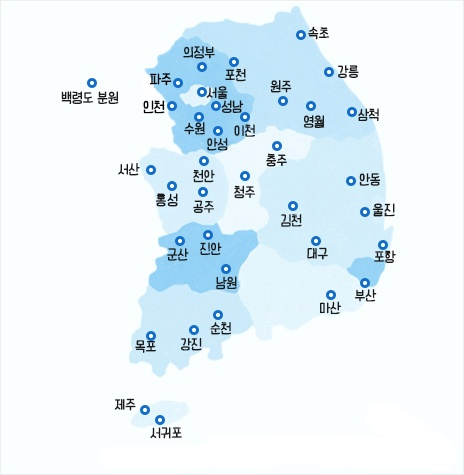 속초
의정부
포천
강릉
파주
서울
원주
백령도 분원
인천
성남
영월
삼척
수원
이천
안성
충주
서산
천안
청주
안동
홍성
공주
김천
울진
군산
진안
대구
포항
남원
부산
마산
순천
목포
강진
제주
서귀포